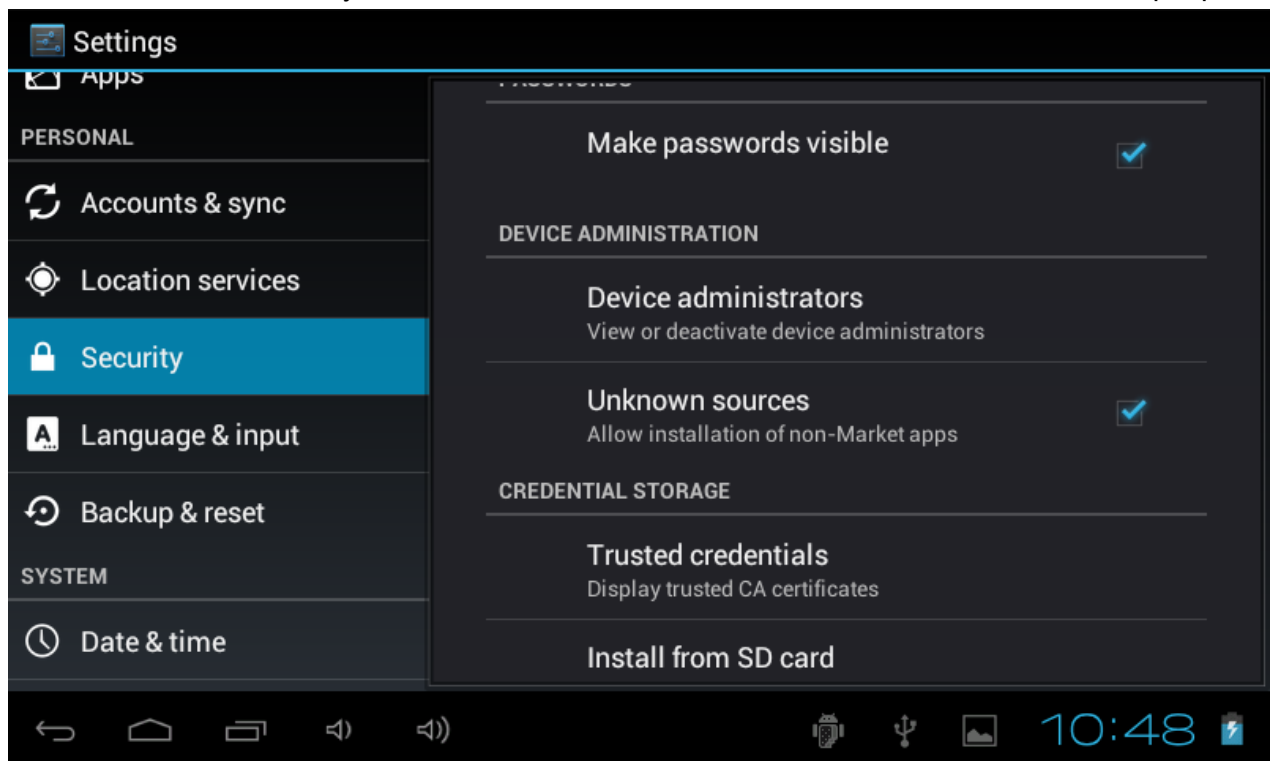 Settings
Apps
PERSONAL
Accounts & sync
Location services
Security
Language & input
Backup & reset
SYSTEM
Date & time
Make passwords visible
DEVICE ADMINISTRATION
Device administrators
View or deactivate device administrators
Unknown sources
Allow installation of non-Market apps
CREDENTIAL STORAGE
Trusted credentials
Display trusted CA certificates
Install from SD card
10:48